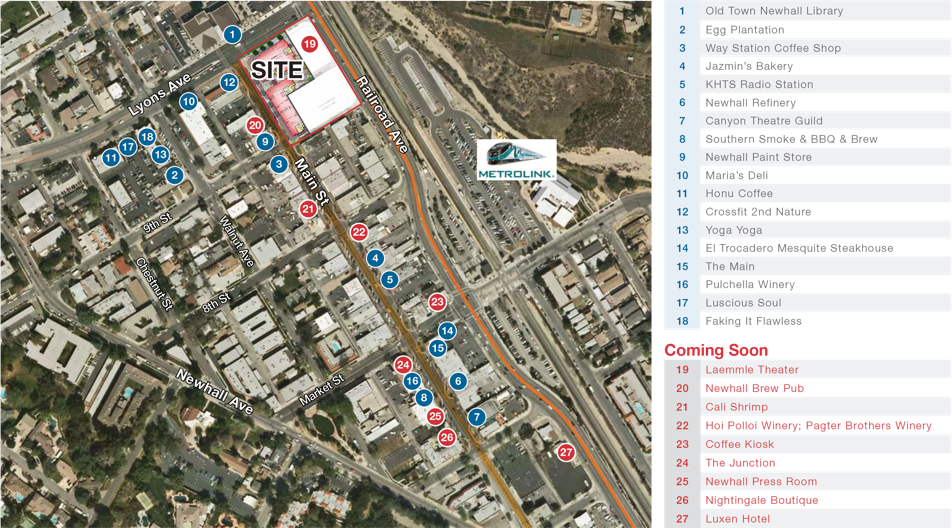 1
19
SITE
12
Lyons Ave
10
Railroad Ave
20
18
9
17
13
11
3
2
METROLINK.
Main St
21
9th St
Walnut Ave
22
4
Chestnut St
5
8th St
23
14
15
24
Newhall Ave
Market St
16
6
8
25
7
26
27
1 Old Town Newhall Library
2 Egg Plantation
3 Way Station Coffee Shop
4 Jazmin's Bakery
5 KHTS Radio Station
6 Newhall Refinery
7 Canyon Theatre Guild
8 Southern Smoke & BBQ & Brew
9 Newhall Paint Store
10 Maria's Deli
11 Honu Coffee
12 Crossfit 2nd Nature
13 Yoga Yoga
14 El Trocadero Mesquite Steakhouse
15 The Main
16 Pulchella Winery
17 Luscious Soul
18 Faking It Flawless
Coming Soon
19 Laemmle Theater
20 Newhall Brew Pub
21 Cali Shrimp
22 Hoi Polloi Winery; Pagter Brothers Winery
23 Coffee Kiosk
24 The Junction
25 Newhall Press Room
26 Nightingale Boutique
27 Luxen Hotel